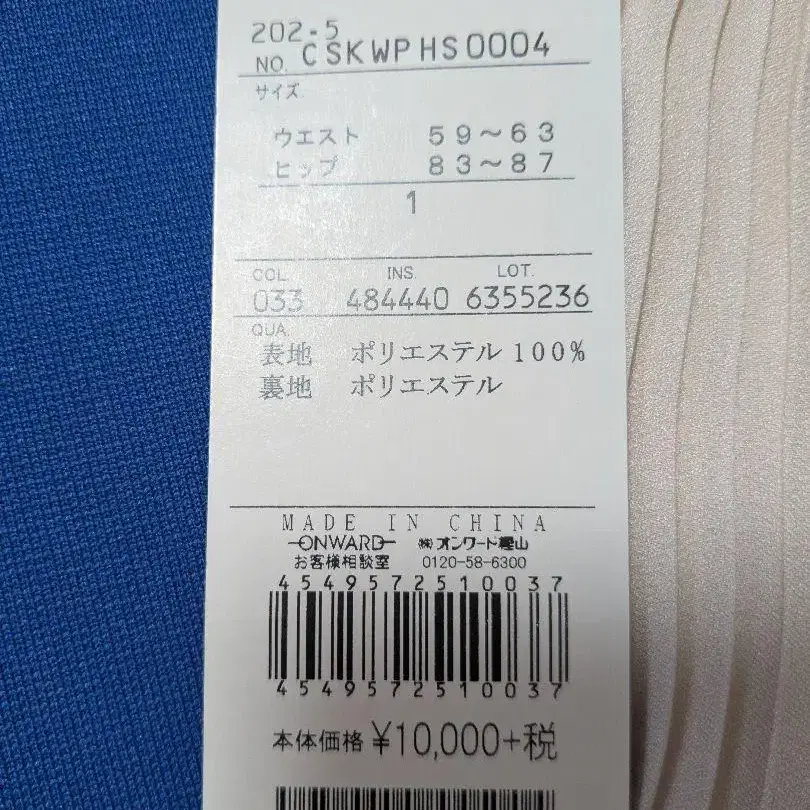 202-5
NO. CSKWPHS0004
サイズ
ウエスト 59～63
ヒップ 83～87
1
COL. INS. LOT.
033 484440 6355236
QUA.
表地 ポリエステル100%
裏地 ポリエステル
MADE IN CHINA
ONWARD ㈱オンワード樫山
お客様相談室 0120-58-6300
4549572510037
4549572510037
本体価格 ¥10,000+税